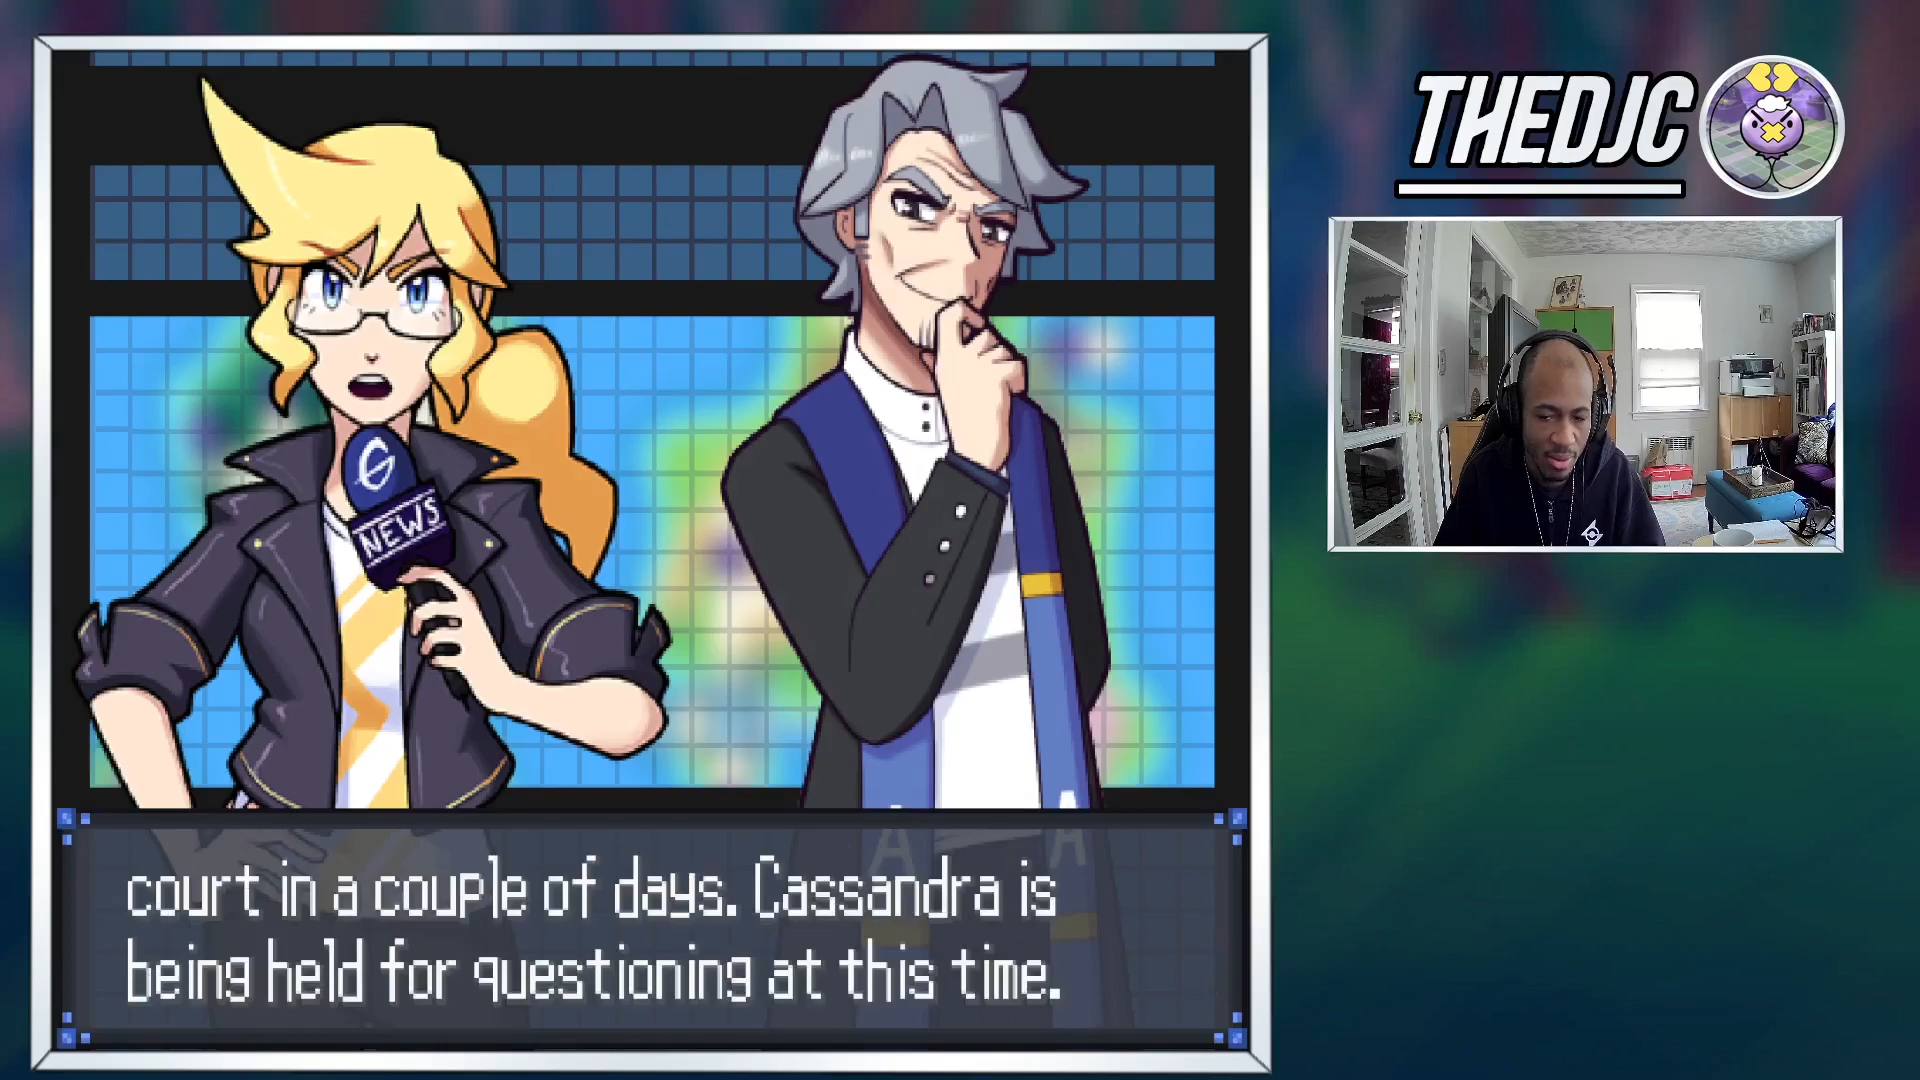 THEDJC
G
NEWS
A A
court in a couple of days. Cassandra is
being held for questioning at this time.